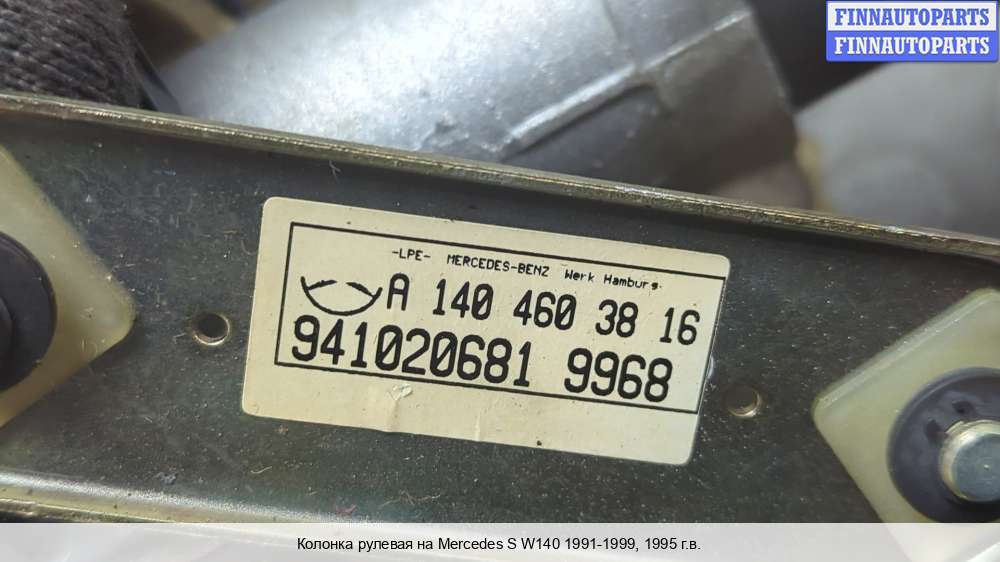 FINNAUTOPARTS
FINNAUTOPARTS
-LPE- MERCEDES-BENZ Werk Hamburg.
A 140 460 38 16
941020681 9968
Колонка рулевая на Mercedes S W140 1991-1999, 1995 г.в.